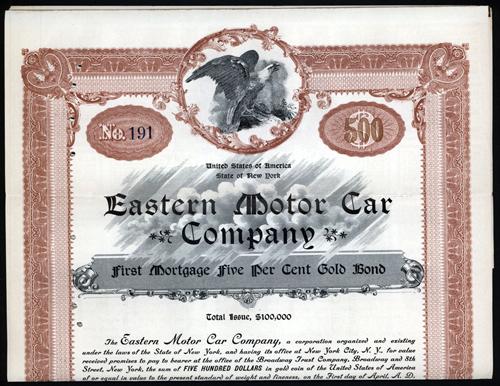 No. 191
500
United States of America
State of New York
Eastern Motor Car
Company
First Mortgage Five Per Cent Gold Bond
Total Issue, $100,000
The Eastern Motor Car Company, a corporation organized and existing
under the laws of the State of New York, and having its office at New York City, N. Y., for value
received promises to pay to bearer at the office of the Broadway Trust Company, Broadway and 8th
Street, New York, the sum of FIVE HUNDRED DOLLARS in gold coin of the United States of America
of or equal in value to the present standard of weight and fineness, on the First day of April, A. D.